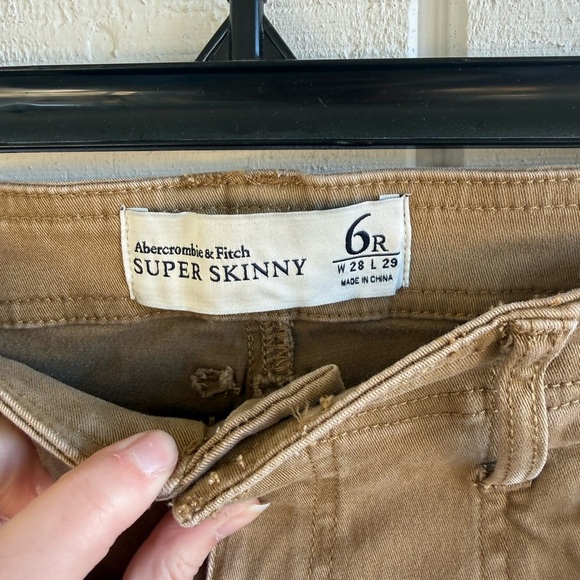 Abercrombie & Fitch
SUPER SKINNY
6R
W 28 L 29
MADE IN CHINA